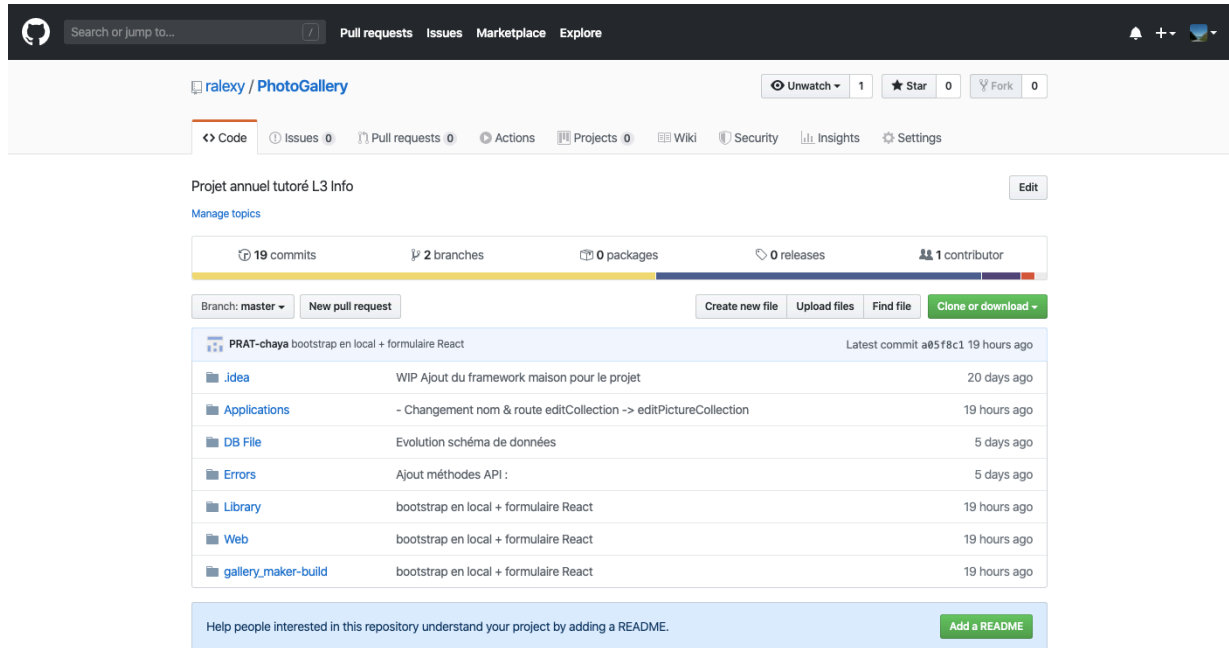 Search or jump to... / Pull requests Issues Marketplace Explore
ralexy / PhotoGallery Unwatch 1 Star 0 Fork 0
Code Issues 0 Pull requests 0 Actions Projects 0 Wiki Security Insights Settings
Projet annuel tutoré L3 Info Edit
Manage topics
19 commits 2 branches 0 packages 0 releases 1 contributor
Branch: master New pull request Create new file Upload files Find file Clone or download
PRAT-chaya bootstrap en local + formulaire React Latest commit a05f8c1 19 hours ago
.idea WIP Ajout du framework maison pour le projet 20 days ago
Applications - Changement nom & route editCollection -> editPictureCollection 19 hours ago
DB File Evolution schéma de données 5 days ago
Errors Ajout méthodes API : 5 days ago
Library bootstrap en local + formulaire React 19 hours ago
Web bootstrap en local + formulaire React 19 hours ago
gallery_maker-build bootstrap en local + formulaire React 19 hours ago
Help people interested in this repository understand your project by adding a README. Add a README